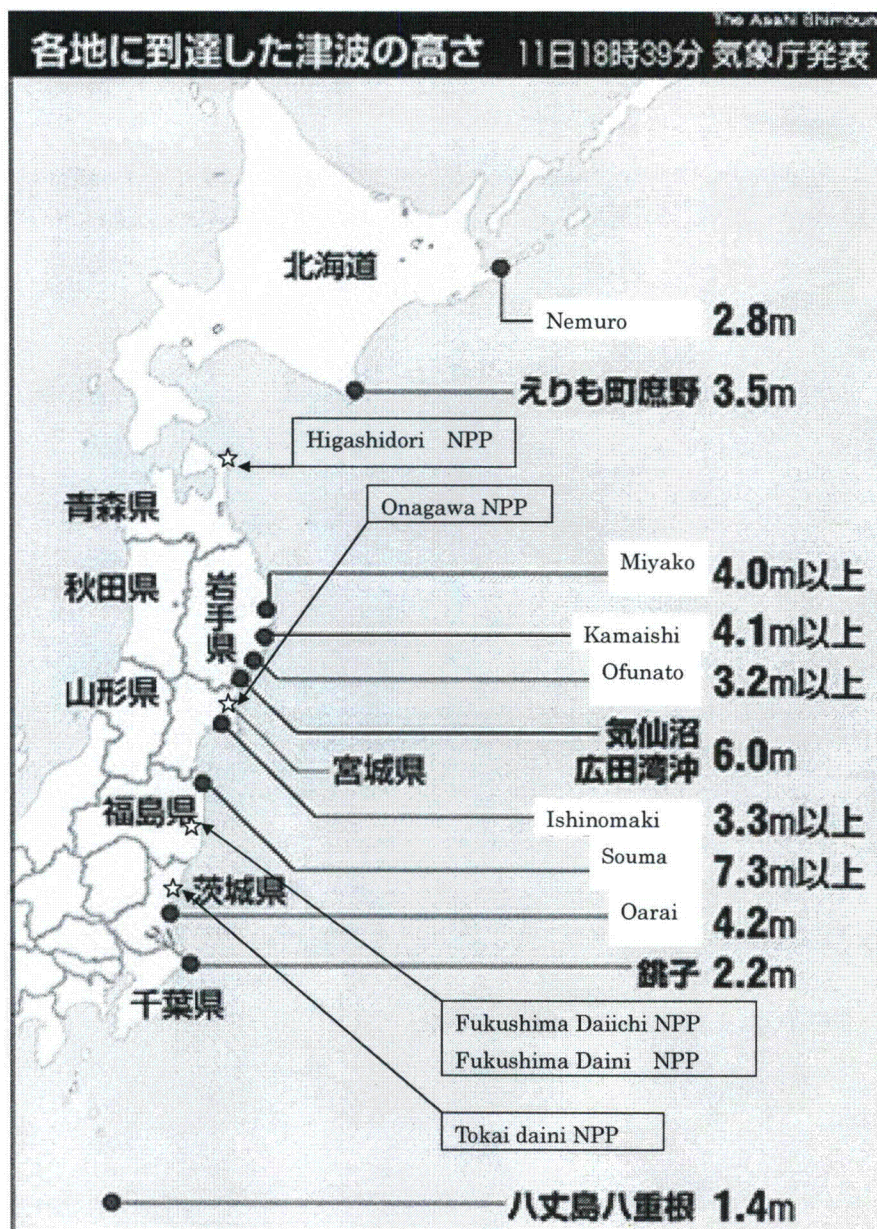 The Asahi Shimbun
各地に到達した津波の高さ 11日18時39分 気象庁発表
北海道
Nemuro 2.8m
えりも町庶野 3.5m
Higashidori NPP
青森県
Onagawa NPP
秋田県
岩手県
Miyako 4.0m以上
Kamaishi 4.1m以上
Ofunato 3.2m以上
山形県
気仙沼
広田湾沖 6.0m
宮城県
福島県
Ishinomaki 3.3m以上
Souma 7.3m以上
茨城県
Oarai 4.2m
銚子 2.2m
千葉県
Fukushima Daiichi NPP
Fukushima Daini NPP
Tokai daini NPP
八丈島八重根 1.4m